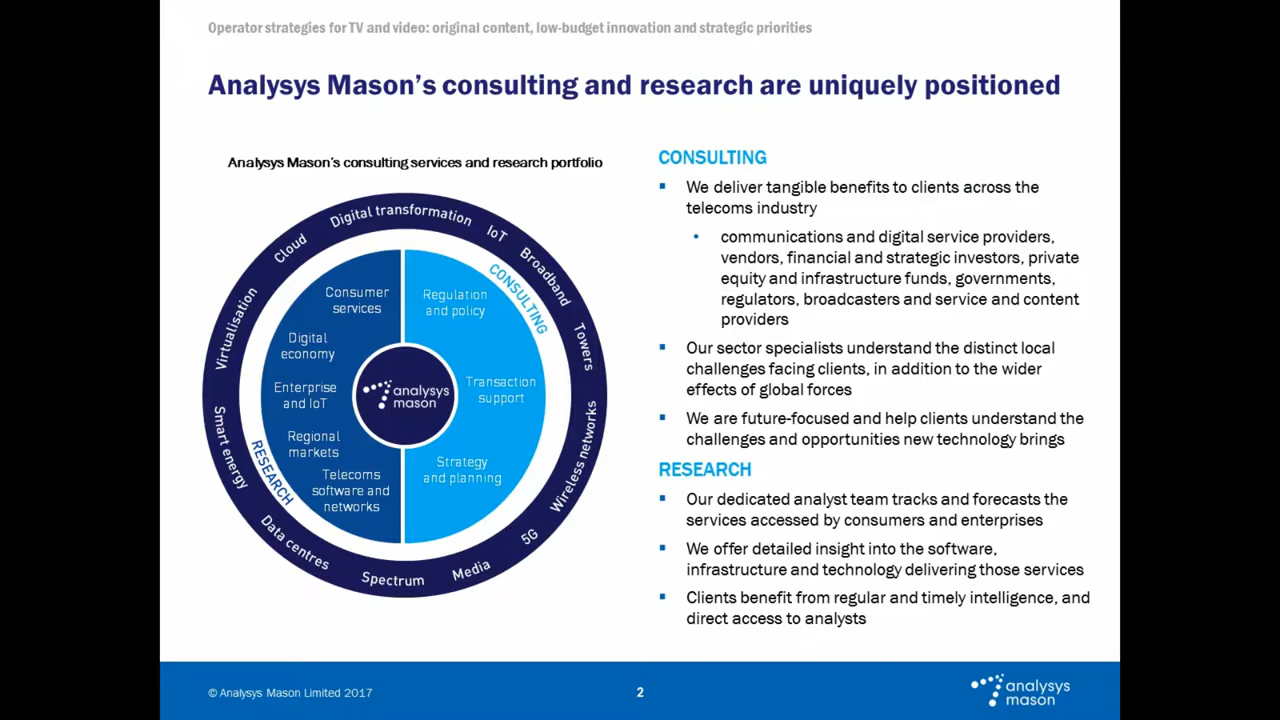 Operator strategies for TV and video: original content, low-budget innovation and strategic priorities
Analysys Mason's consulting and research are uniquely positioned
Analysys Mason's consulting services and research portfolio
Digital transformation
IoT
Broadband
Towers
Wireless networks
5G
Media
Spectrum
Data centres
Smart energy
Virtualisation
Cloud
CONSULTING
RESEARCH
Consumer
services
Digital
economy
Enterprise
and IoT
Regional
markets
Telecoms
software and
networks
Regulation
and policy
Transaction
support
Strategy
and planning
analysys
mason
CONSULTING
▪ We deliver tangible benefits to clients across the
telecoms industry
• communications and digital service providers,
vendors, financial and strategic investors, private
equity and infrastructure funds, governments,
regulators, broadcasters and service and content
providers
▪ Our sector specialists understand the distinct local
challenges facing clients, in addition to the wider
effects of global forces
▪ We are future-focused and help clients understand the
challenges and opportunities new technology brings
RESEARCH
▪ Our dedicated analyst team tracks and forecasts the
services accessed by consumers and enterprises
▪ We offer detailed insight into the software,
infrastructure and technology delivering those services
▪ Clients benefit from regular and timely intelligence, and
direct access to analysts
© Analysys Mason Limited 2017
2
analysys
mason